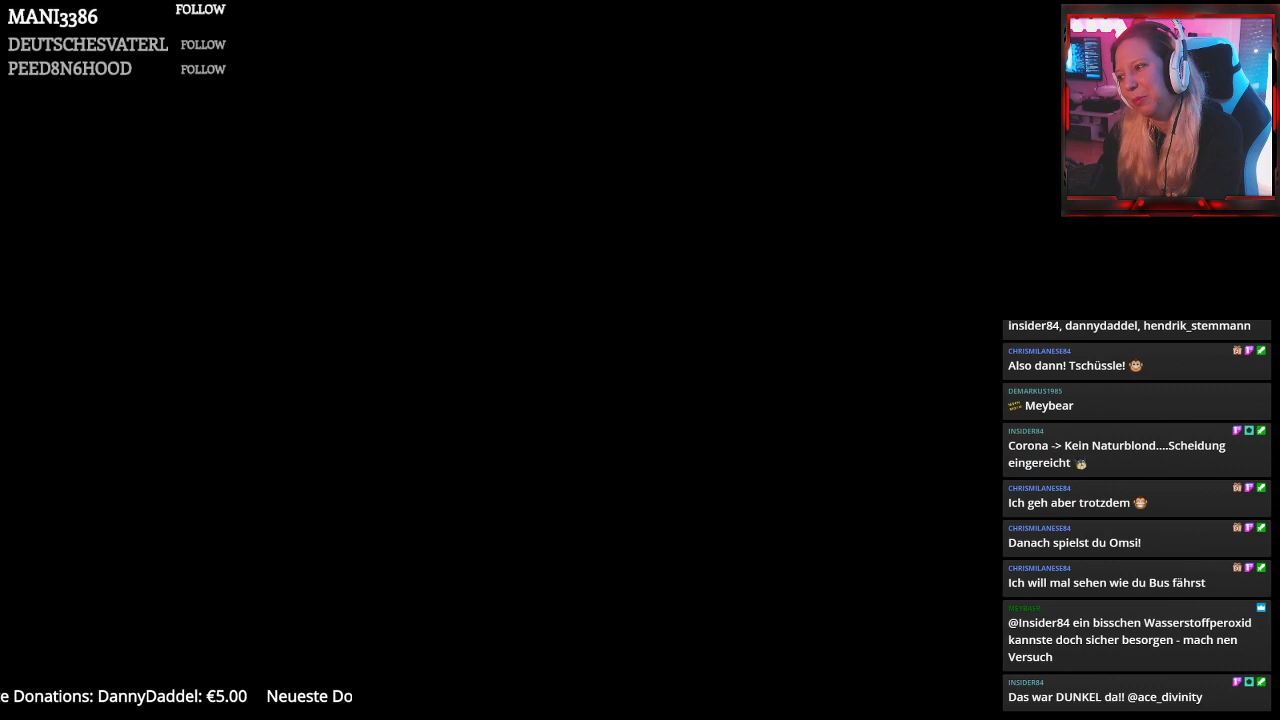 MANI3386 FOLLOW
DEUTSCHESVATERL FOLLOW
PEED8N6HOOD FOLLOW
insider84, dannydaddel, hendrik_stemmann
CHRISMILANESE84
Also dann! Tschüssle!
DEMARKUS1985
Meybear
INSIDER84
Corona -> Kein Naturblond....Scheidung
eingereicht
CHRISMILANESE84
Ich geh aber trotzdem
CHRISMILANESE84
Danach spielst du Omsi!
CHRISMILANESE84
Ich will mal sehen wie du Bus fährst
MEYBAER
@Insider84 ein bisschen Wasserstoffperoxid
kannste doch sicher besorgen - mach nen
Versuch
INSIDER84
Das war DUNKEL da!! @ace_divinity
e Donations: DannyDaddel: €5.00 Neueste Do